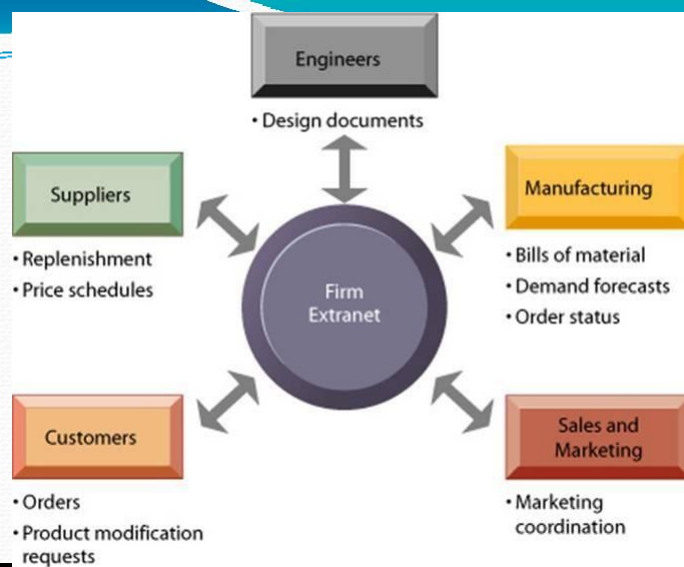 Engineers
• Design documents
Suppliers
• Replenishment
• Price schedules
Manufacturing
• Bills of material
• Demand forecasts
• Order status
Firm
Extranet
Customers
• Orders
• Product modification
requests
Sales and
Marketing
• Marketing
coordination